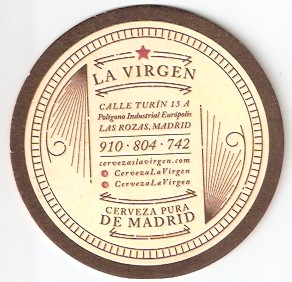 LA VIRGEN
CALLE TURÍN 13 A
Polígono Industrial Európolis
LAS ROZAS, MADRID
910 · 804 · 742
cervezaslavirgen.com
CervezaLaVirgen
CervezaLaVirgen
CERVEZA PURA
DE MADRID